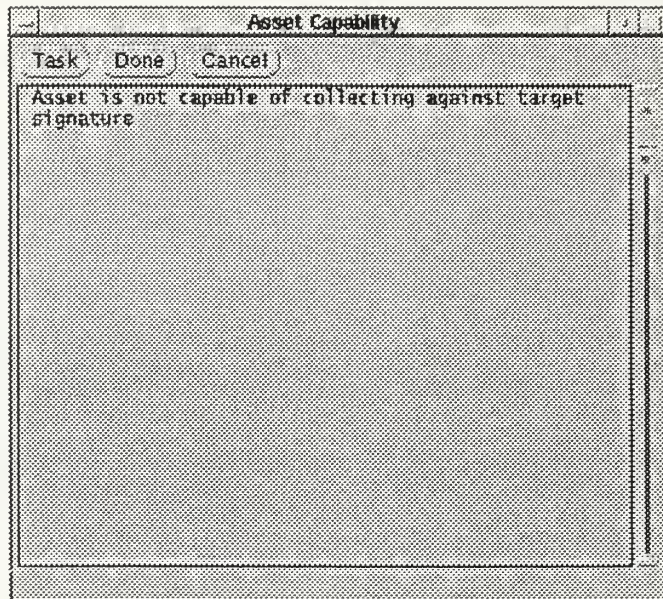 Asset Capability
Task Done Cancel
Asset is not capable of collecting against target
signature